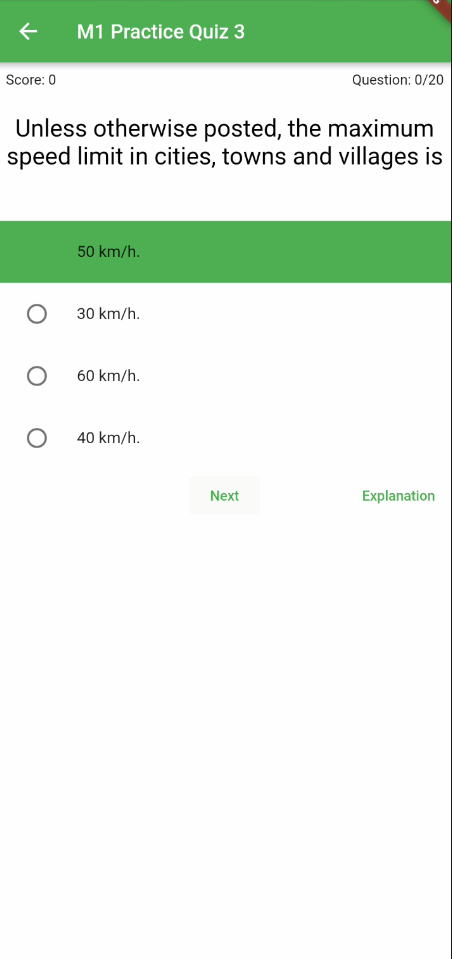 M1 Practice Quiz 3
Score: 0
Question: 0/20
Unless otherwise posted, the maximum
speed limit in cities, towns and villages is
50 km/h.
30 km/h.
60 km/h.
40 km/h.
Next
Explanation